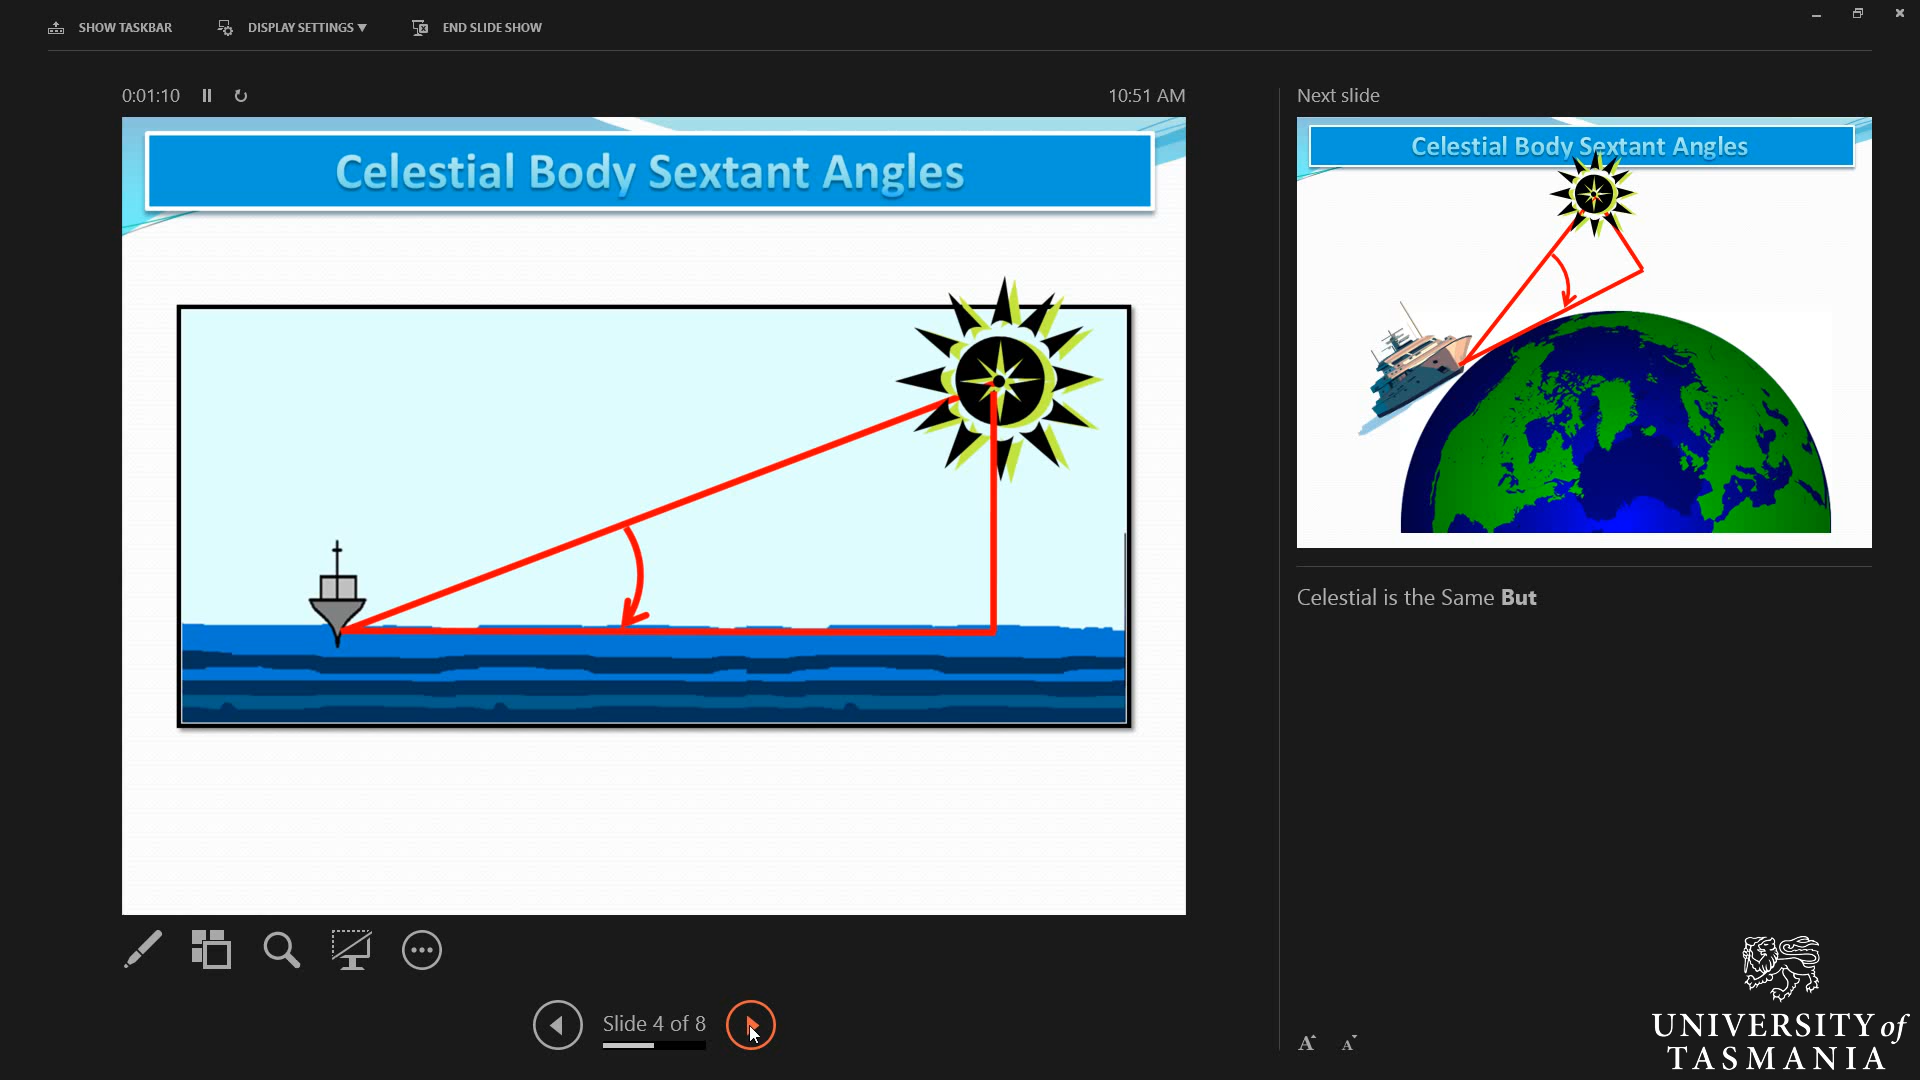 SHOW TASKBAR
DISPLAY SETTINGS ▼
END SLIDE SHOW
0:01:10
10:51 AM
Next slide
Celestial Body Sextant Angles
Celestial Body Sextant Angles
Celestial is the Same But
Slide 4 of 8
A A
UNIVERSITY of
TASMANIA